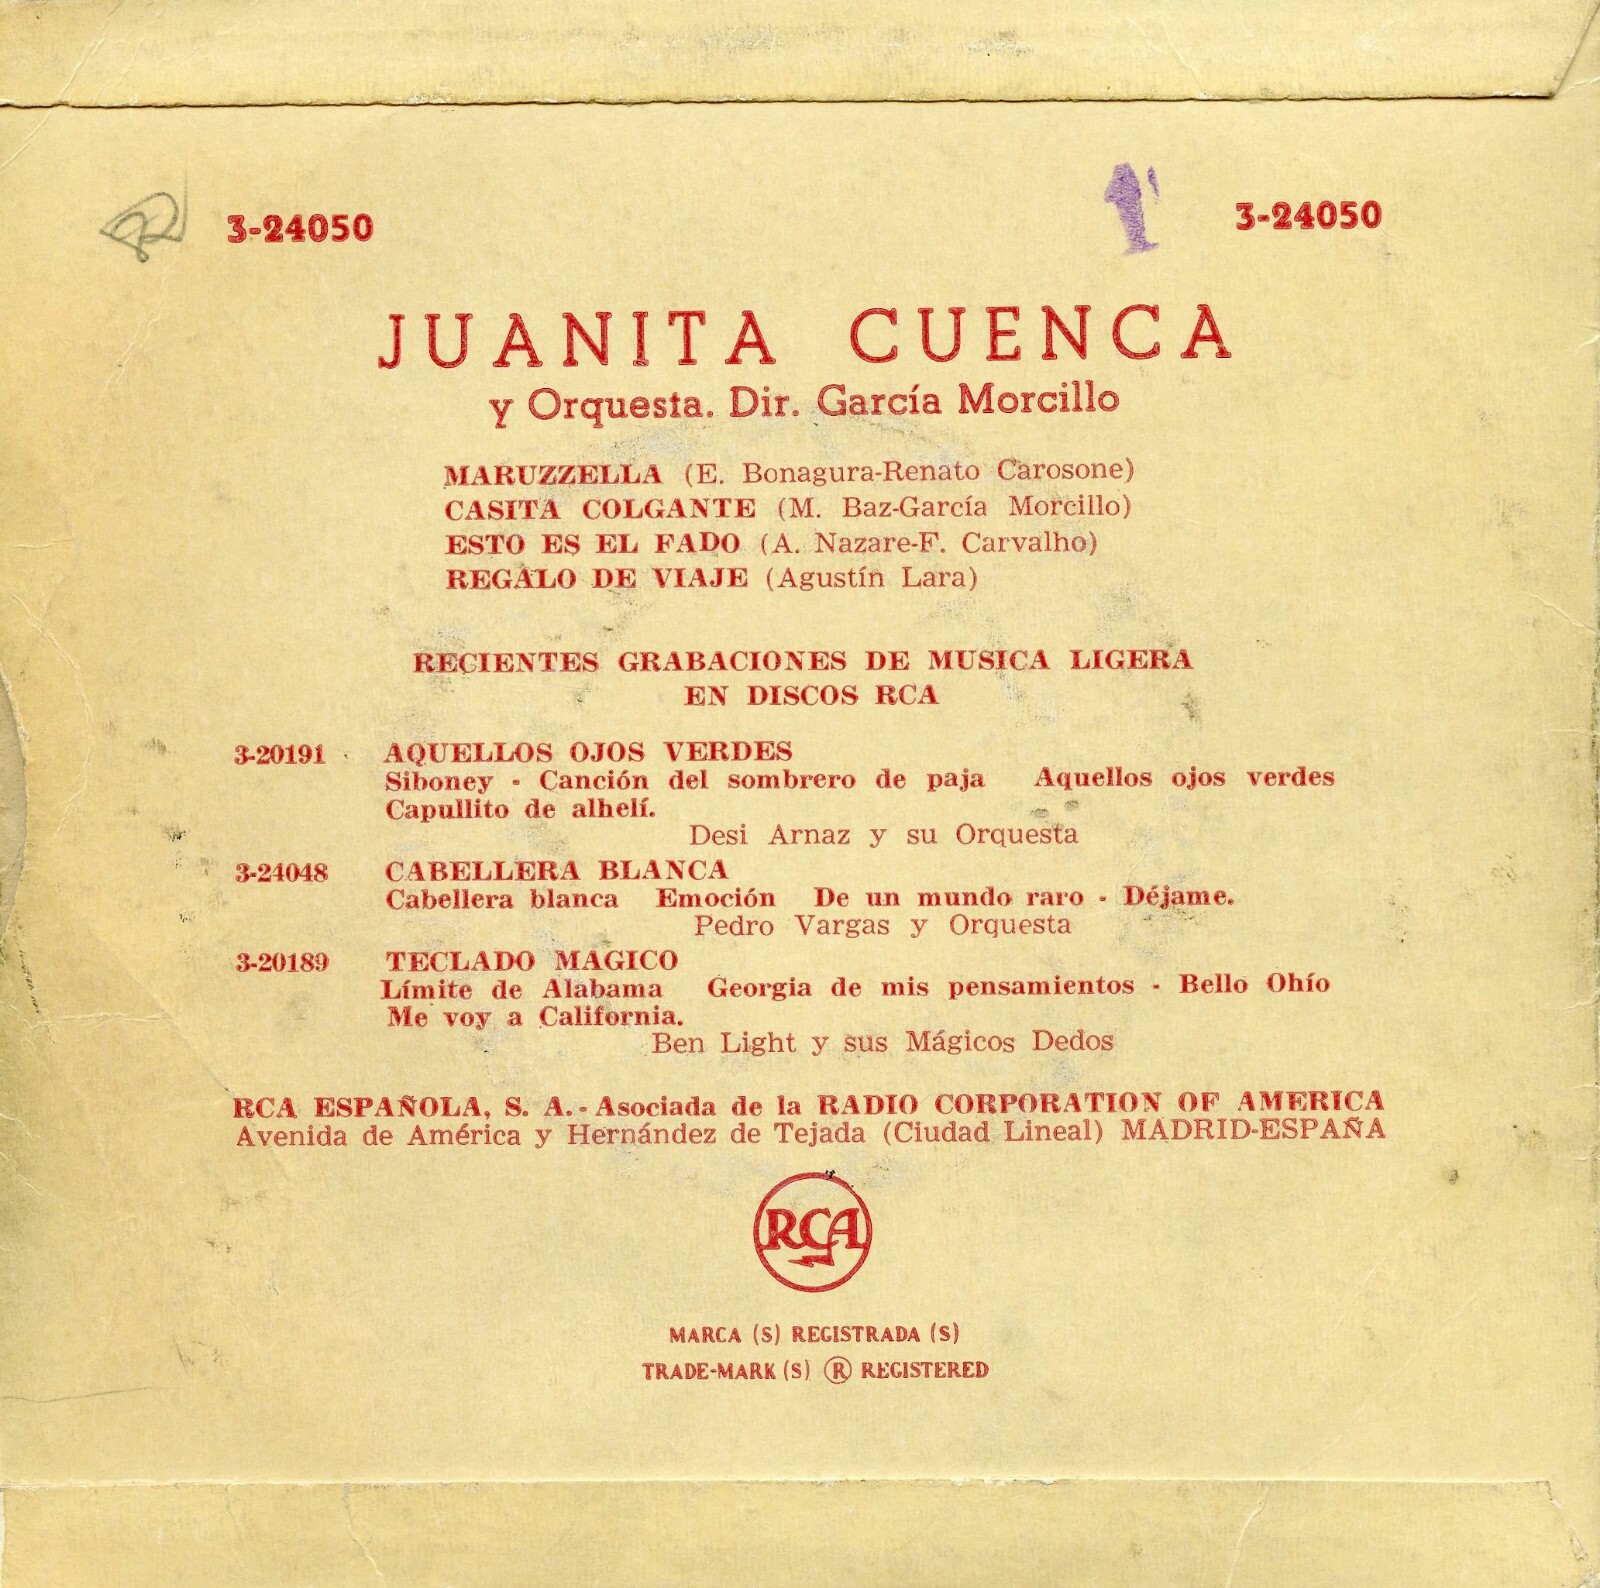 3-24050
1'
3-24050
JUANITA CUENCA
y Orquesta. Dir. García Morcillo
MARUZZELLA (E. Bonagura-Renato Carosone)
CASITA COLGANTE (M. Baz-García Morcillo)
ESTO ES EL FADO (A. Nazare-F. Carvalho)
REGALO DE VIAJE (Agustín Lara)
RECIENTES GRABACIONES DE MUSICA LIGERA
EN DISCOS RCA
3-20191 AQUELLOS OJOS VERDES
Siboney - Canción del sombrero de paja Aquellos ojos verdes
Capullito de alhelí.
Desi Arnaz y su Orquesta
3-24048 CABELLERA BLANCA
Cabellera blanca Emoción De un mundo raro - Déjame.
Pedro Vargas y Orquesta
3-20189 TECLADO MAGICO
Límite de Alabama Georgia de mis pensamientos - Bello Ohío
Me voy a California.
Ben Light y sus Mágicos Dedos
RCA ESPAÑOLA, S. A. - Asociada de la RADIO CORPORATION OF AMERICA
Avenida de América y Hernández de Tejada (Ciudad Lineal) MADRID-ESPAÑA
RCA
MARCA (S) REGISTRADA (S)
TRADE-MARK (S) ® REGISTERED